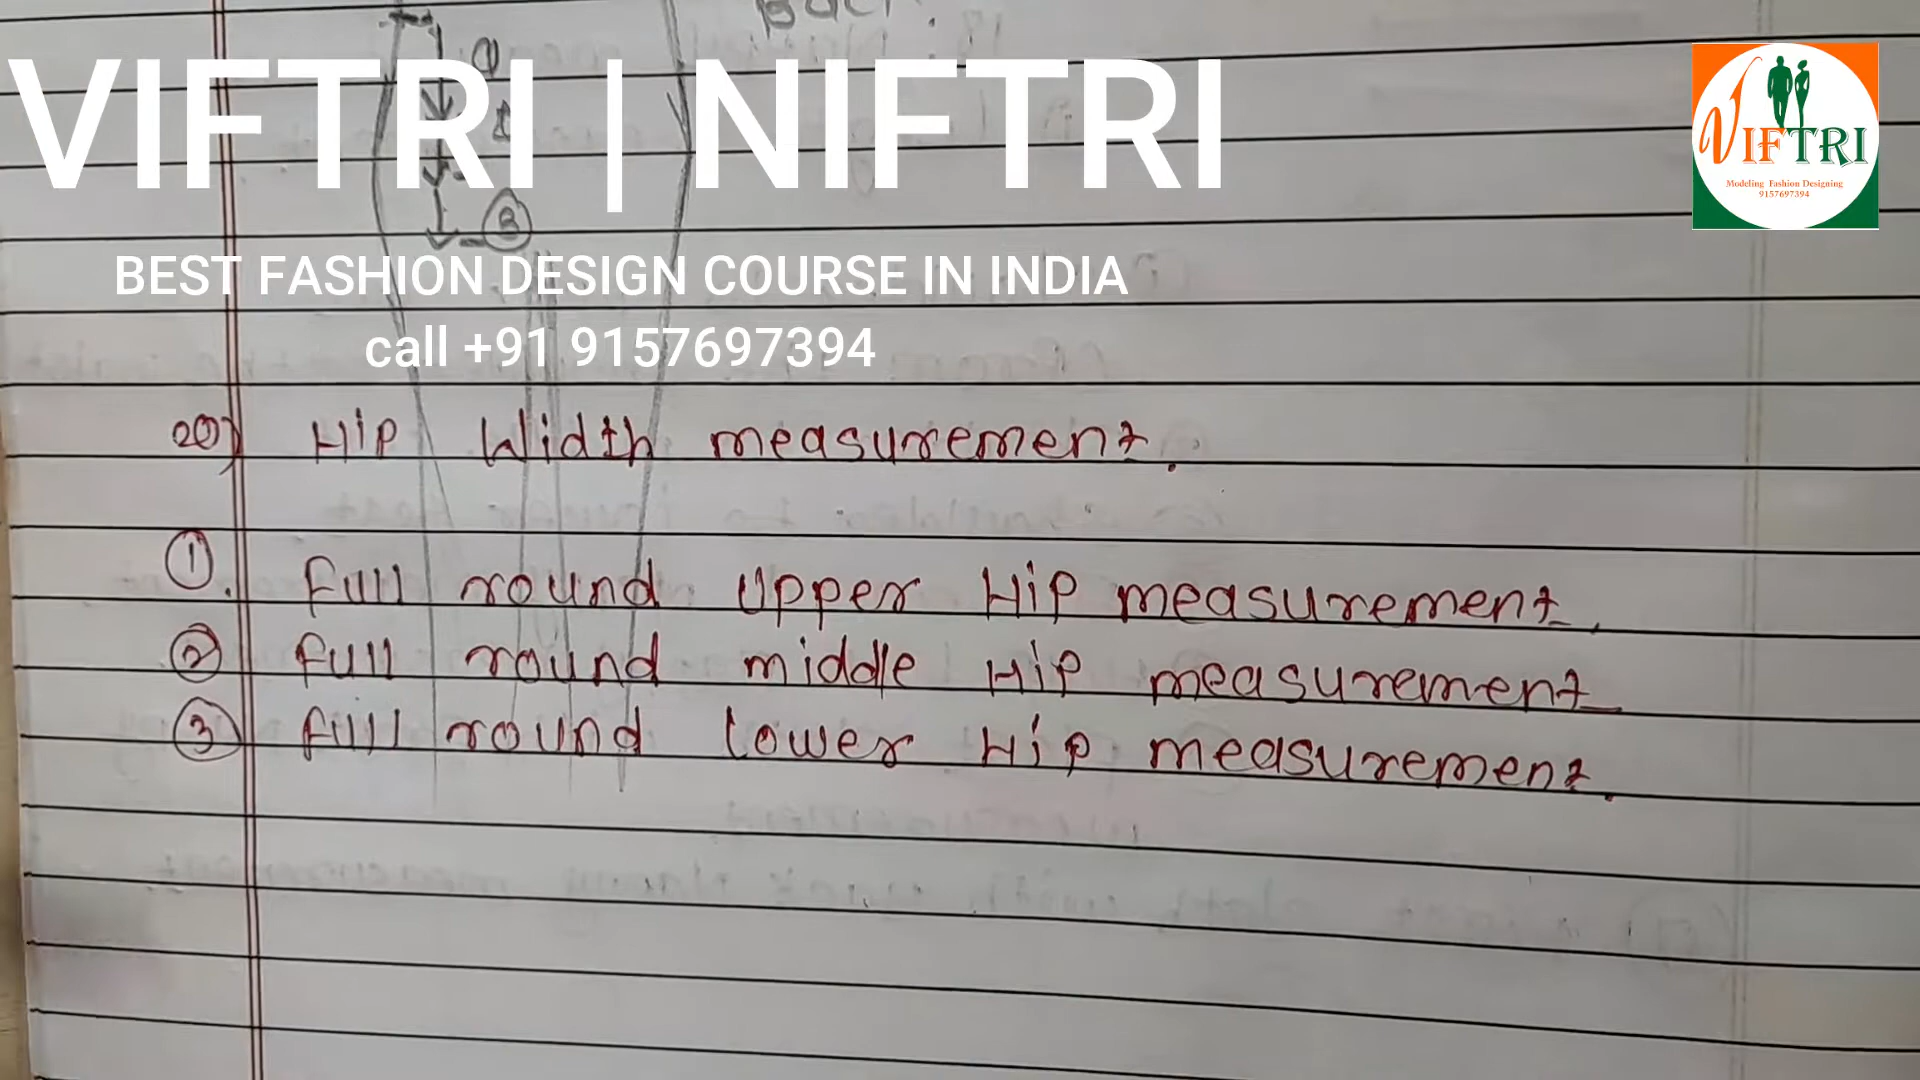 VIFTRI | NIFTRI
VIFTRI
Modeling Fashion Designing
9157697394
BEST FASHION DESIGN COURSE IN INDIA
call +91 9157697394
20) Hip Width measurement.
1. Full round Upper Hip measurement.
2 Full round middle Hip measurement
3 Full round Lower Hip measurement.